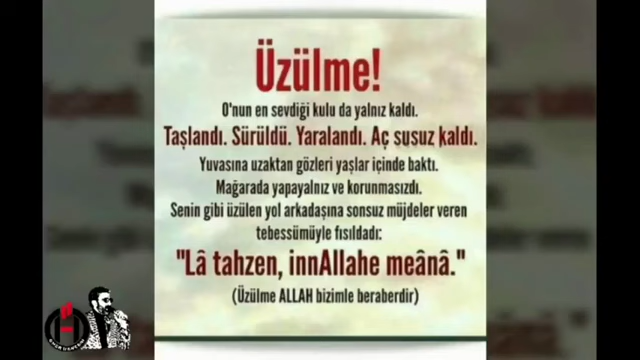 Üzülme!
O'nun en sevdiği kulu da yalnız kaldı.
Taşlandı. Sürüldü. Yaralandı. Aç susuz kaldı.
Yuvasına uzaktan gözleri yaşlar içinde baktı.
Mağarada yapayalnız ve korunmasızdı.
Senin gibi üzülen yol arkadaşına sonsuz müjdeler veren
tebessümüyle fısıldadı:
"Lâ tahzen, innAllahe meânâ."
(Üzülme ALLAH bizimle beraberdir)